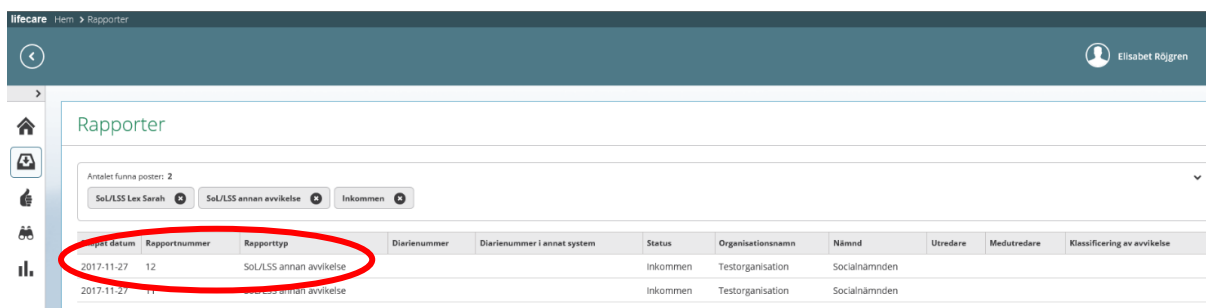 lifecare Hem > Rapporter
Elisabet Röjgren
Rapporter
Antalet funna poster: 2
SoL/LSS Lex Sarah SoL/LSS annan avvikelse Inkommen
datum Rapportnummer Rapporttyp Diarienummer Diarienummer i annat system Status Organisationsnamn Nämnd Utredare Medutredare Klassificering av avvikelse
2017-11-27 12 SoL/LSS annan avvikelse Inkommen Testorganisation Socialnämnden
2017-11-27 11 SoL/LSS annan avvikelse Inkommen Testorganisation Socialnämnden